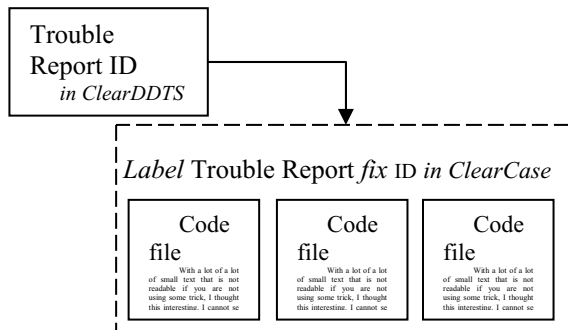 Trouble
Report ID
in ClearDDTS
Label Trouble Report fix ID in ClearCase
Code
file
With a lot of a lot
of small text that is not
readable if you are not
using some trick, I thought
this interestine. I cannot se
Code
file
With a lot of a lot
of small text that is not
readable if you are not
using some trick, I thought
this interestine. I cannot se
Code
file
With a lot of a lot
of small text that is not
readable if you are not
using some trick, I thought
this interestine. I cannot se